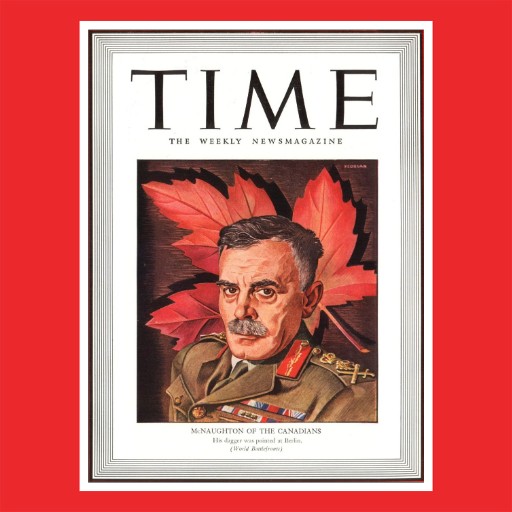 TIME
THE WEEKLY NEWSMAGAZINE
McNAUGHTON OF THE CANADIANS
His dagger was pointed at Berlin.
(World Battlefronts)